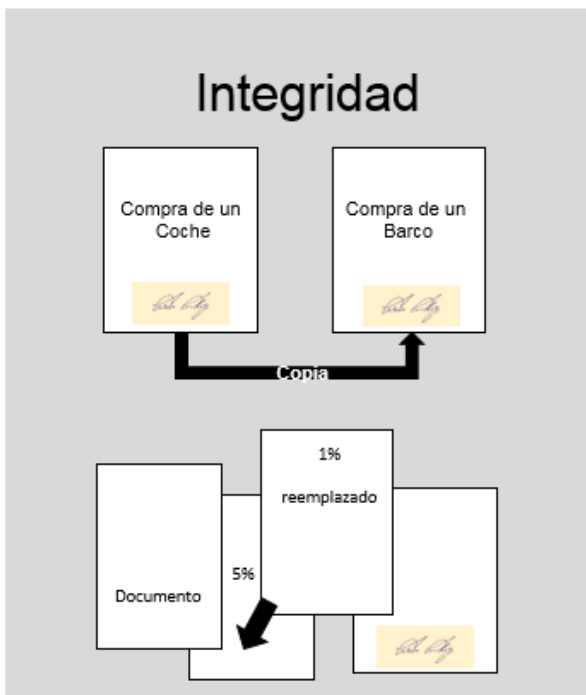 Integridad
Compra de un
Coche
Compra de un
Barco
Copia
1%
reemplazado
5%
Documento